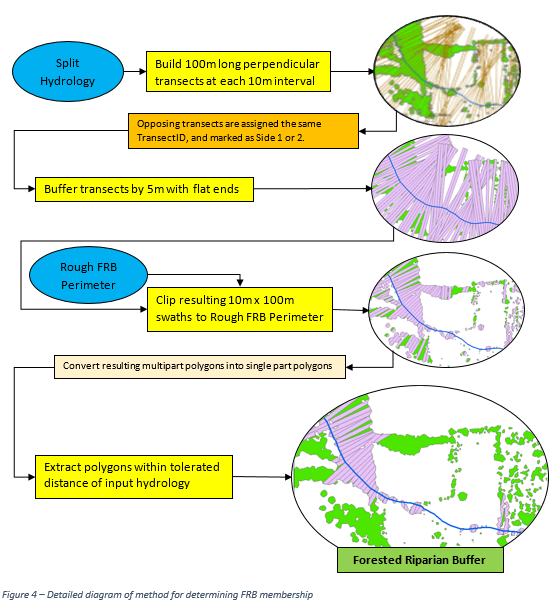 Split
Hydrology
Build 100m long perpendicular
transects at each 10m interval
Opposing transects are assigned the same
TransectID, and marked as Side 1 or 2.
Buffer transects by 5m with flat ends
Rough FRB
Perimeter
Clip resulting 10m x 100m
swaths to Rough FRB Perimeter
Convert resulting multipart polygons into single part polygons
Extract polygons within tolerated
distance of input hydrology
Forested Riparian Buffer
Figure 4 – Detailed diagram of method for determining FRB membership